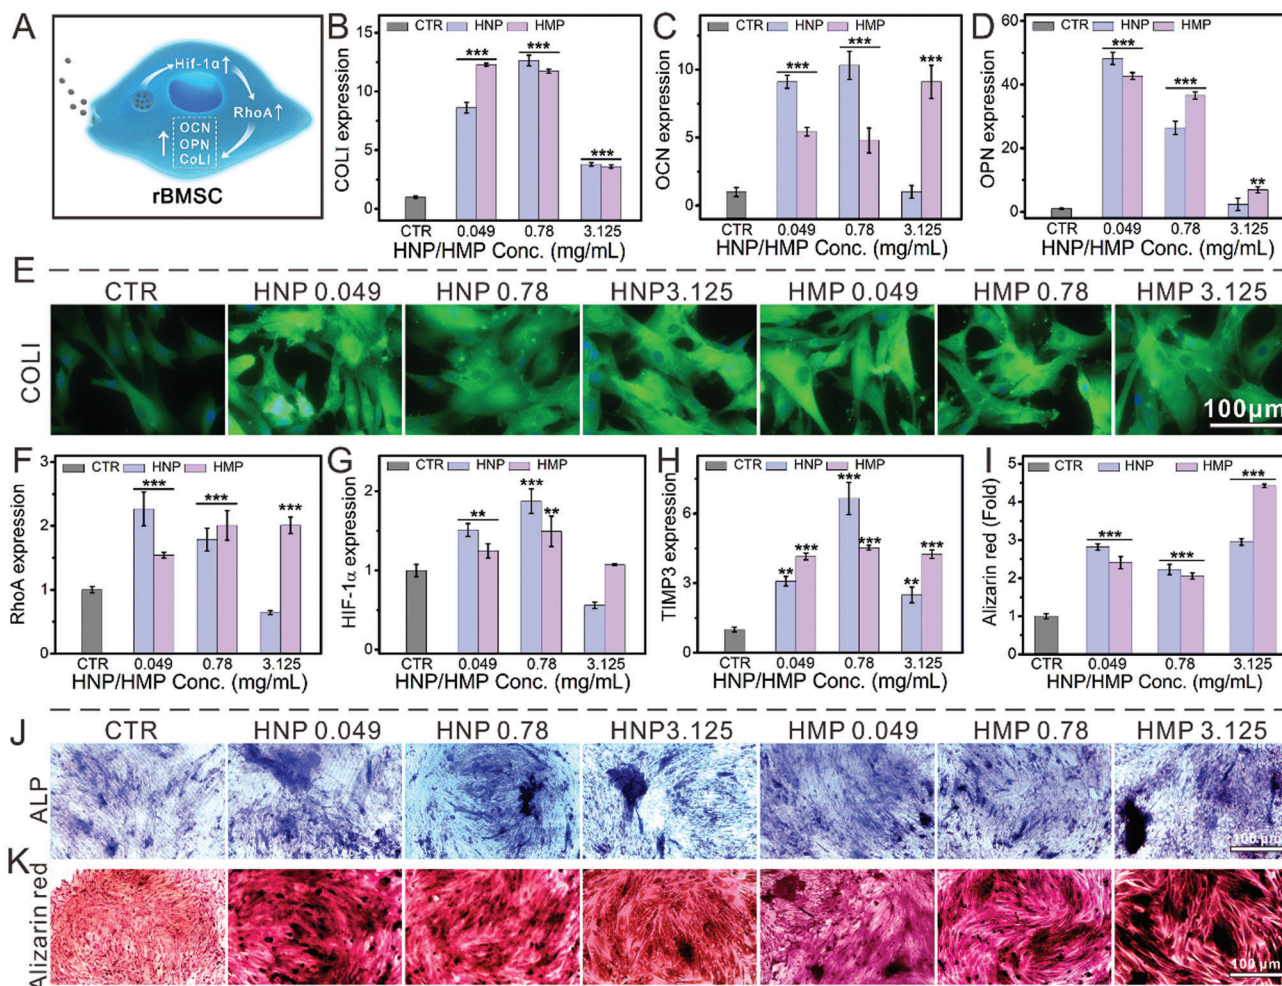 A
Hif-1α↑
RhoA↑
↑
OCN
OPN
CoLI
rBMSC
B
CTR HNP HMP
COLI expression
15
10
5
0
***
***
***
CTR 0.049 0.78 3.125
HNP/HMP Conc. (mg/mL)
C
CTR HNP HMP
OCN expression
10
5
0
***
***
***
CTR 0.049 0.78 3.125
HNP/HMP Conc. (mg/mL)
D
CTR HNP HMP
OPN expression
60
40
20
0
***
***
**
CTR 0.049 0.78 3.125
HNP/HMP Conc. (mg/mL)
E
CTR HNP 0.049 HNP 0.78 HNP3.125 HMP 0.049 HMP 0.78 HMP 3.125
COLI
100μm
F
CTR HNP HMP
RhoA expression
3
2
1
0
***
***
***
CTR 0.049 0.78 3.125
HNP/HMP Conc. (mg/mL)
G
CTR HNP HMP
HIF-1α expression
2
1
0
**
***
**
CTR 0.049 0.78 3.125
HNP/HMP Conc. (mg/mL)
H
CTR HNP HMP
TIMP3 expression
6
3
0
**
***
***
***
**
***
CTR 0.049 0.78 3.125
HNP/HMP Conc. (mg/mL)
I
CTR HNP HMP
Alizarin red (Fold)
5
4
3
2
1
0
***
***
***
CTR 0.049 0.78 3.125
HNP/HMP Conc. (mg/mL)
J
CTR HNP 0.049 HNP 0.78 HNP3.125 HMP 0.049 HMP 0.78 HMP 3.125
ALP
100 μm
K
Alizarin red
100 μm